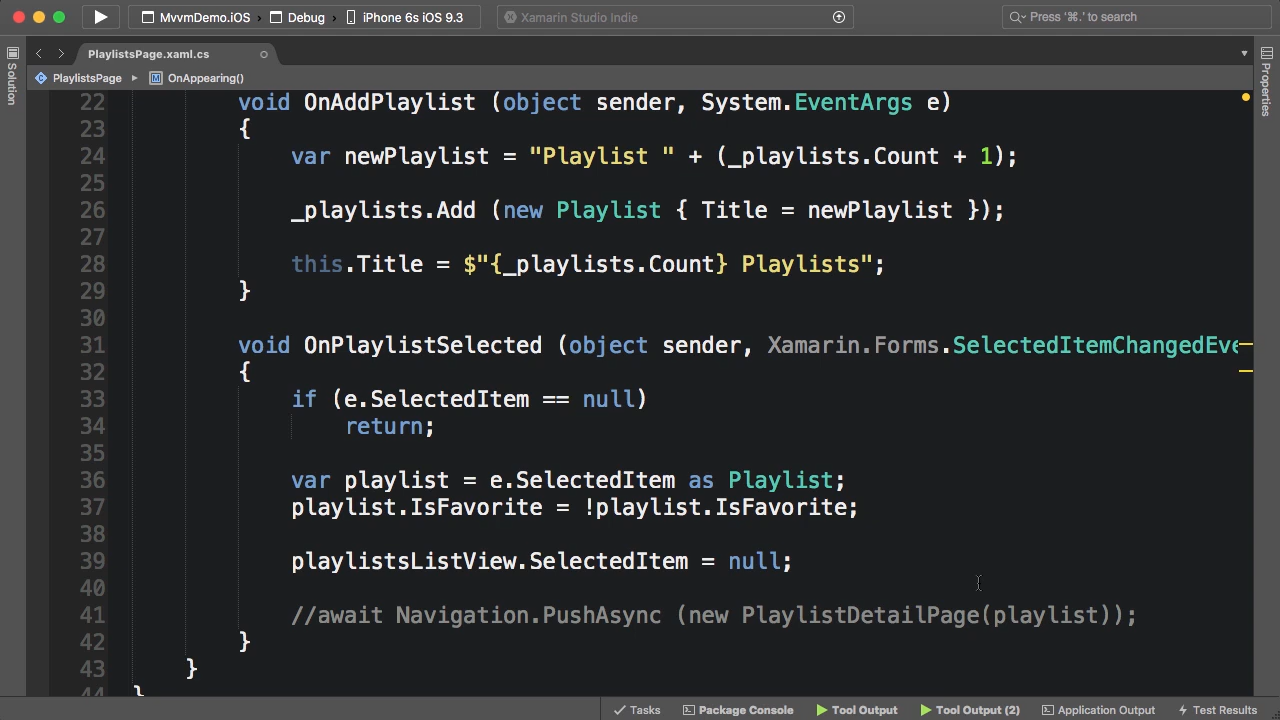 MvvmDemo.iOS › Debug › iPhone 6s iOS 9.3
Xamarin Studio Indie
Press '⌘.' to search
PlaylistsPage.xaml.cs
PlaylistsPage ▸ OnAppearing()
Solution
Properties
22 void OnAddPlaylist (object sender, System.EventArgs e)
23 {
24 var newPlaylist = "Playlist " + (_playlists.Count + 1);
25
26 _playlists.Add (new Playlist { Title = newPlaylist });
27
28 this.Title = $"{_playlists.Count} Playlists";
29 }
30
31 void OnPlaylistSelected (object sender, Xamarin.Forms.SelectedItemChangedEve
32 {
33 if (e.SelectedItem == null)
34 return;
35
36 var playlist = e.SelectedItem as Playlist;
37 playlist.IsFavorite = !playlist.IsFavorite;
38
39 playlistsListView.SelectedItem = null;
40
41 //await Navigation.PushAsync (new PlaylistDetailPage(playlist));
42 }
43 }
44 }
Tasks Package Console Tool Output Tool Output (2) Application Output Test Results